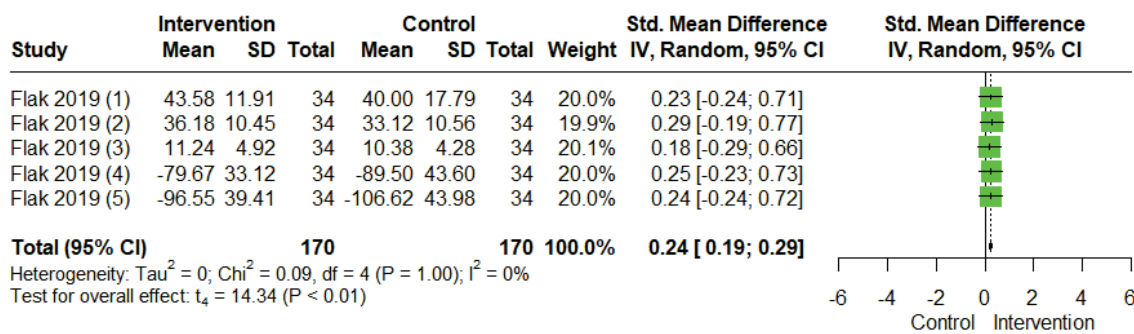 Intervention Control Std. Mean Difference Std. Mean Difference
Study Mean SD Total Mean SD Total Weight IV, Random, 95% CI IV, Random, 95% CI
Flak 2019 (1) 43.58 11.91 34 40.00 17.79 34 20.0% 0.23 [-0.24; 0.71]
Flak 2019 (2) 36.18 10.45 34 33.12 10.56 34 19.9% 0.29 [-0.19; 0.77]
Flak 2019 (3) 11.24 4.92 34 10.38 4.28 34 20.1% 0.18 [-0.29; 0.66]
Flak 2019 (4) -79.67 33.12 34 -89.50 43.60 34 20.0% 0.25 [-0.23; 0.73]
Flak 2019 (5) -96.55 39.41 34 -106.62 43.98 34 20.0% 0.24 [-0.24; 0.72]
Total (95% CI) 170 170 100.0% 0.24 [ 0.19; 0.29]
Heterogeneity: Tau² = 0; Chi² = 0.09, df = 4 (P = 1.00); I² = 0%
Test for overall effect: t₄ = 14.34 (P < 0.01)
-6 -4 -2 0 2 4 6
Control Intervention